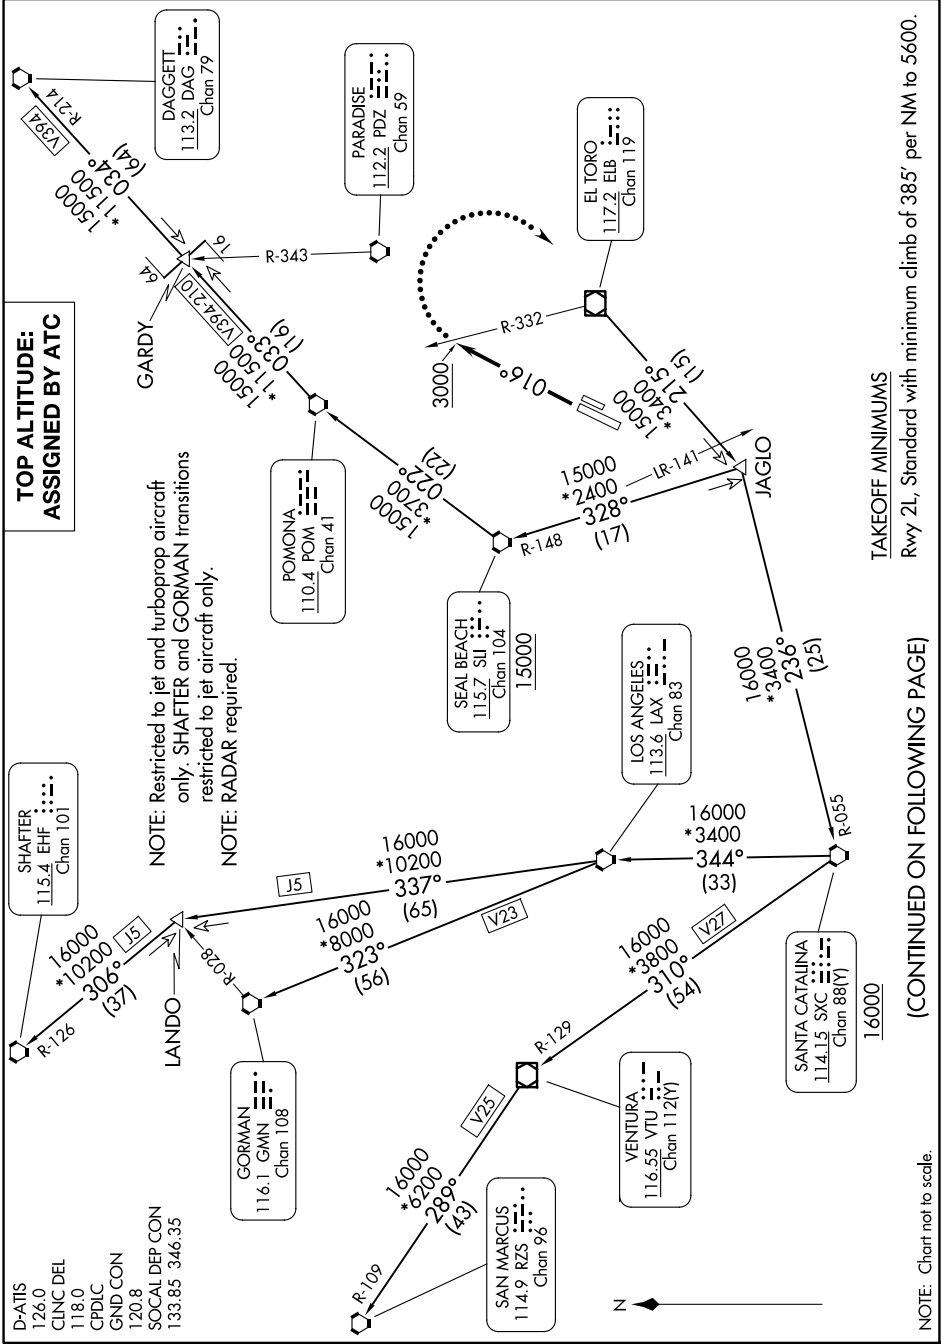 D-ATIS
126.0
CLNC DEL
118.0
CPDLC
GND CON
120.8
SOCAL DEP CON
133.85 346.35
TOP ALTITUDE:
ASSIGNED BY ATC
NOTE: Restricted to jet and turboprop aircraft
only. SHAFTER and GORMAN transitions
restricted to jet aircraft only.
NOTE: RADAR required.
SHAFTER
115.4 EHF
Chan 101
R-126
16000
*10200
306°
(37)
J5
LANDO
R-028
GORMAN
116.1 GMN
Chan 108
J5
16000
*10200
337°
(65)
16000
*8000
323°
(56)
V23
LOS ANGELES
113.6 LAX
Chan 83
16000
*3400
344°
(33)
R-055
SANTA CATALINA
114.15 SXC
Chan 88(Y)
16000
V27
16000
*3800
310°
(54)
R-129
VENTURA
116.55 VTU
Chan 112(Y)
V25
16000
*6200
289°
(43)
R-109
SAN MARCUS
114.9 RZS
Chan 96
DAGGETT
113.2 DAG
Chan 79
R-214
V394
15000
*11500
034°
(64)
64
16
GARDY
V394-210
15000
*11500
033°
(16)
R-343
PARADISE
112.2 PDZ
Chan 59
POMONA
110.4 POM
Chan 41
15000
*3700
022°
(22)
SEAL BEACH
115.7 SLI
Chan 104
15000
R-148
15000
*2400
328°
(17)
LR-141
JAGLO
16000
*3400
236°
(25)
3000
R-332
016°
EL TORO
117.2 ELB
Chan 119
15000
*3400
215°
(15)
TAKEOFF MINIMUMS
Rwy 2L, Standard with minimum climb of 385' per NM to 5600.
N
NOTE: Chart not to scale.
(CONTINUED ON FOLLOWING PAGE)